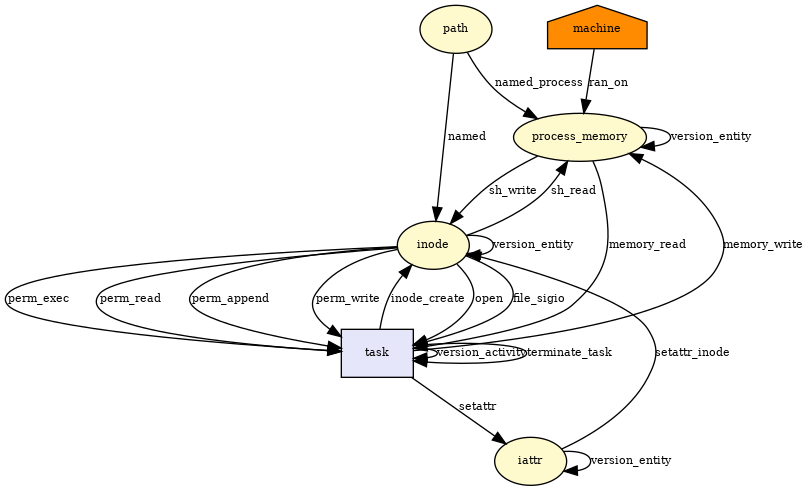 path
machine
named_process
ran_on
named
process_memory
version_entity
sh_write
sh_read
inode
version_entity
memory_read
memory_write
perm_exec
perm_read
perm_append
perm_write
inode_create
open
file_sigio
task
version_activity
terminate_task
setattr_inode
setattr
iattr
version_entity